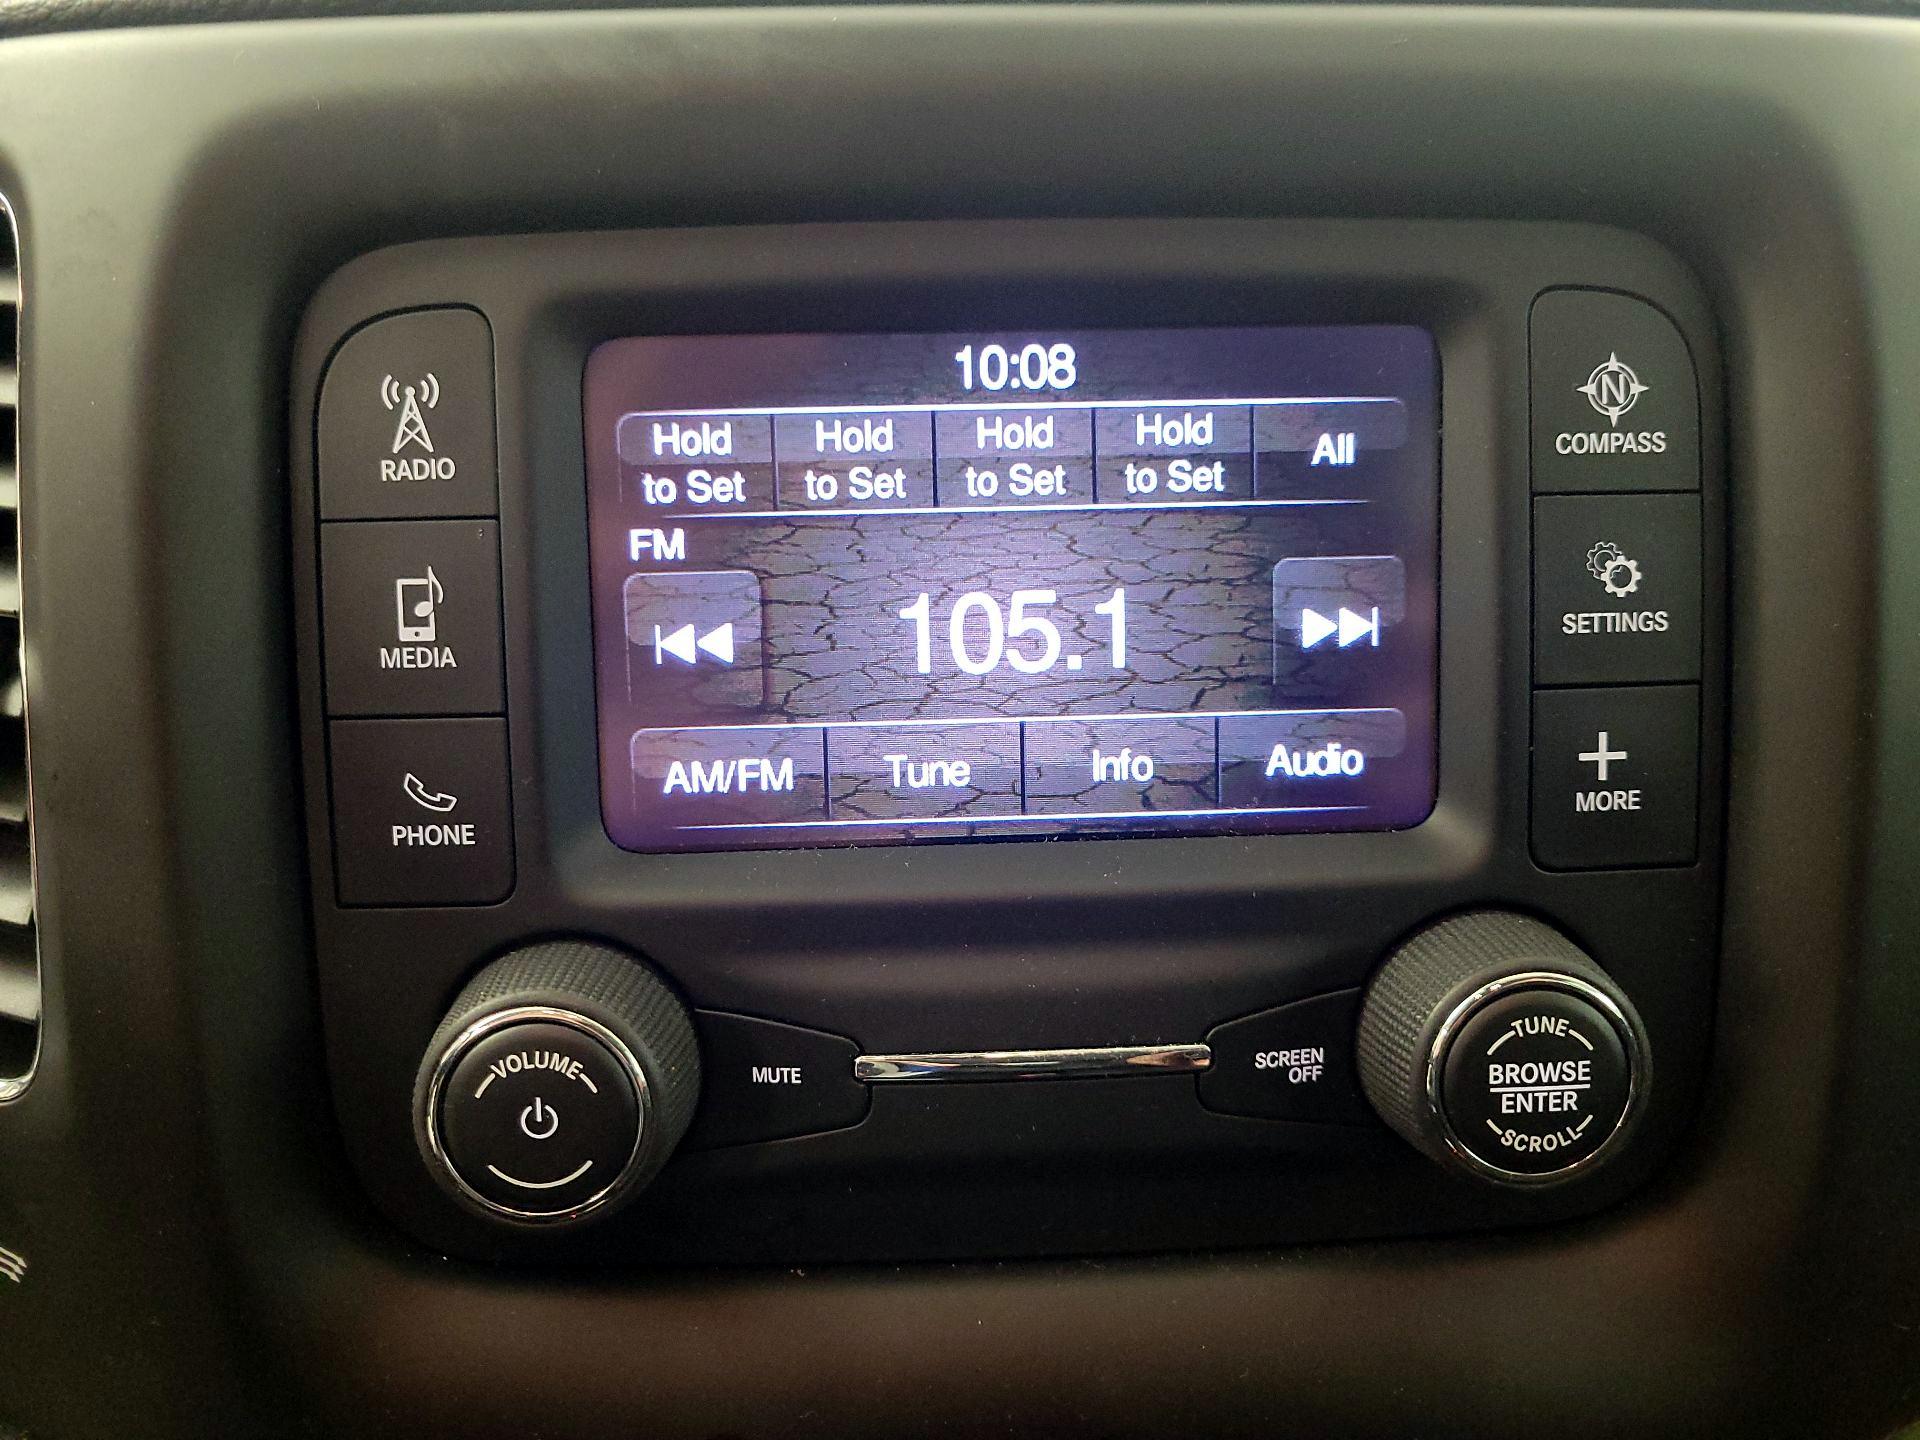 10:08
Hold
to Set
Hold
to Set
Hold
to Set
Hold
to Set
All
FM
105.1
AM/FM
Tune
Info
Audio
RADIO
MEDIA
PHONE
N
COMPASS
SETTINGS
MORE
VOLUME
MUTE
SCREEN
OFF
TUNE
BROWSE
ENTER
SCROLL